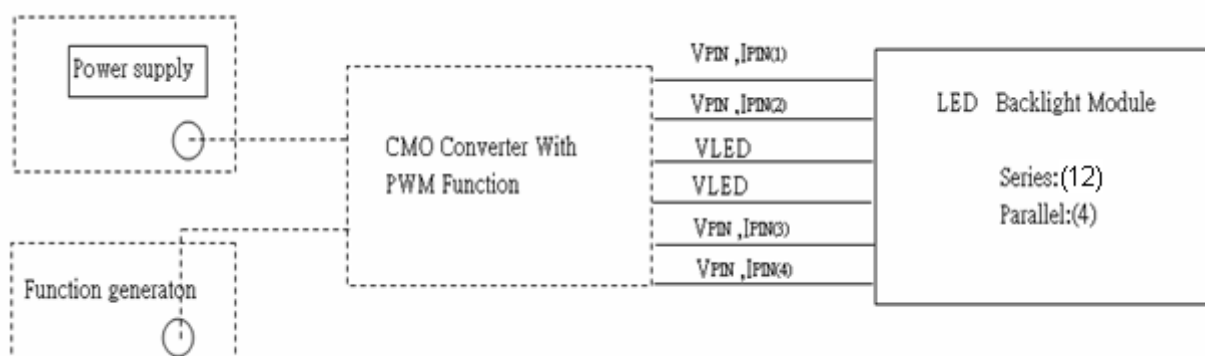 Power supply
Function generaton
CMO Converter With
PWM Function
VPIN ,IPIN(1)
VPIN ,IPIN(2)
VLED
VLED
VPIN ,IPIN(3)
VPIN ,IPIN(4)
LED Backlight Module
Series:(12)
Parallel:(4)